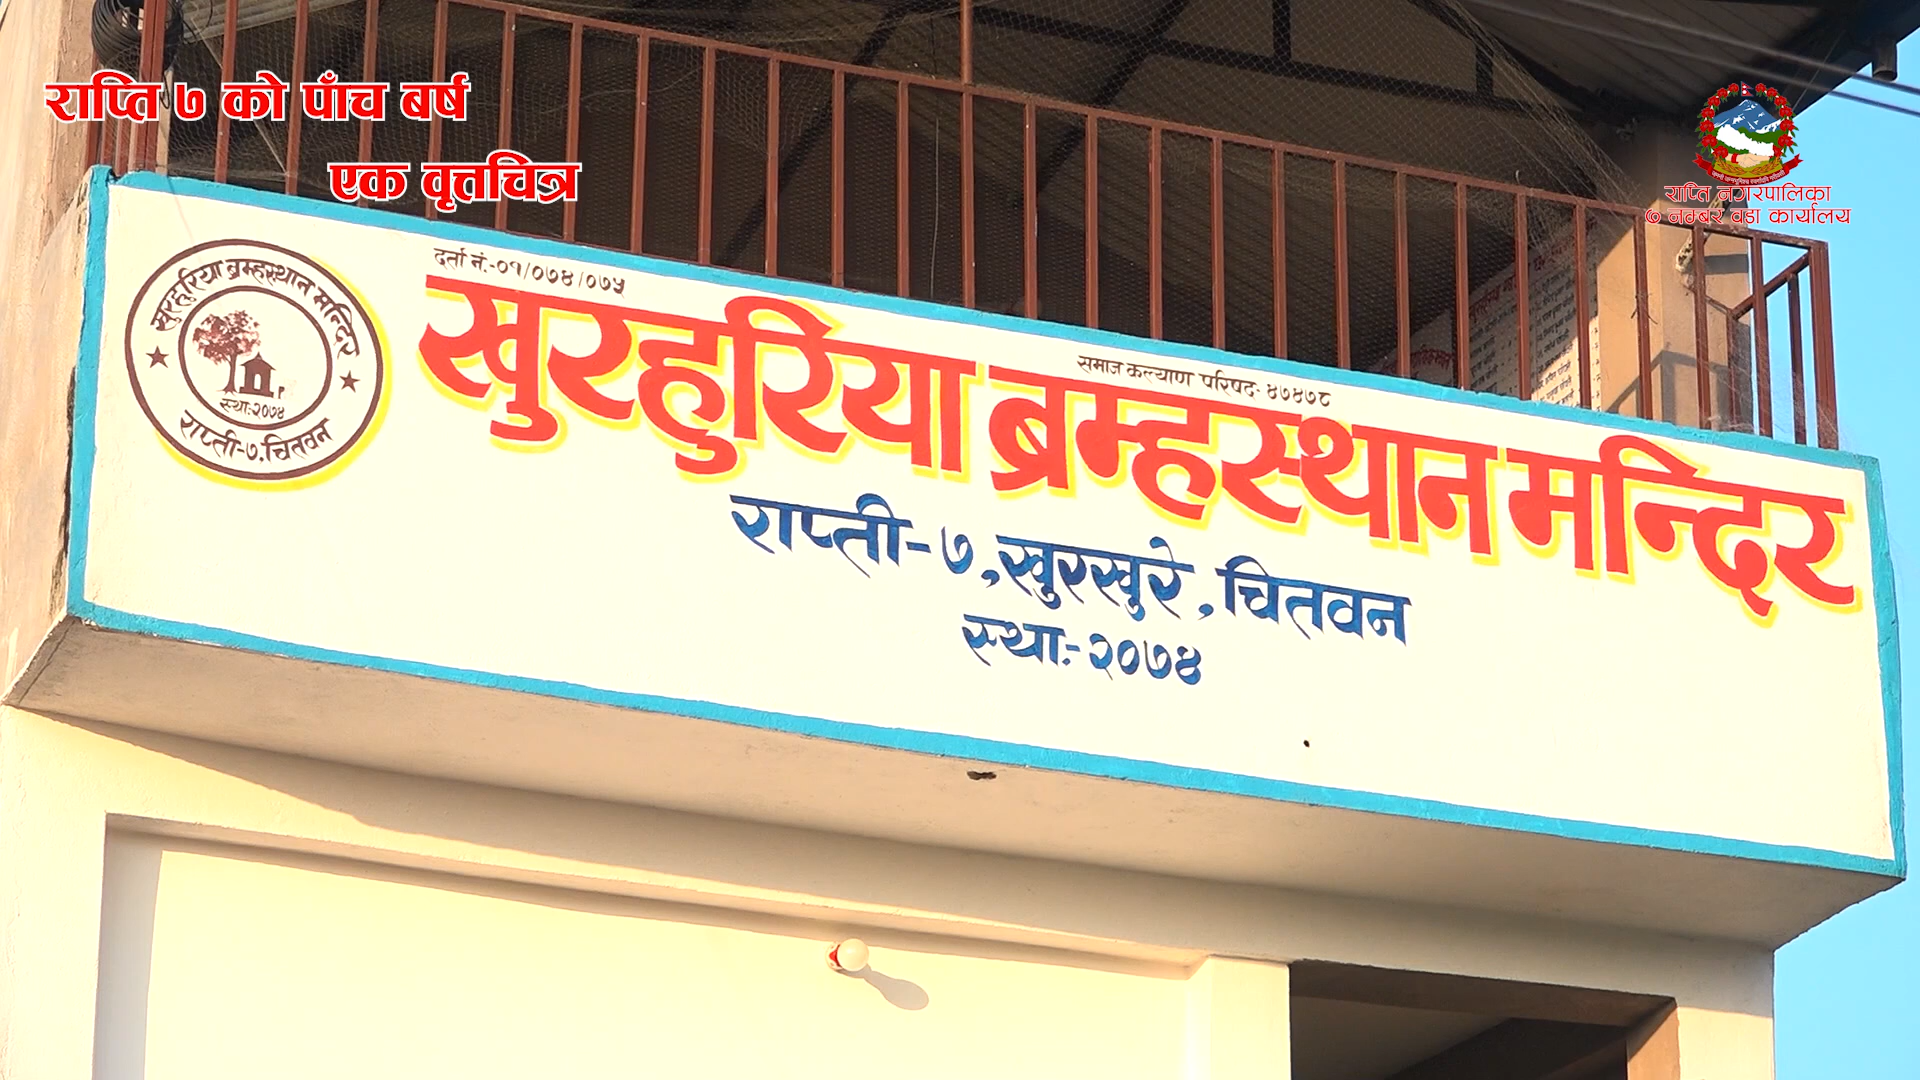 राप्ति ७ को पाँच बर्ष
एक वृत्तचित्र
राप्ति नगरपालिका
७ नम्बर वडा कार्यालय
दर्ता नं.-०१/०७४/०७५
समाज कल्याण परिषद- ४७४७८
खुरहुरिया ब्रम्हस्थान मन्दिर
राप्ती-७, खुरखुरे, चितवन
स्था:- २०७४
खुरहुरिया ब्रम्हस्थान मन्दिर
स्था:२०७४
राप्ती-७, चितवन